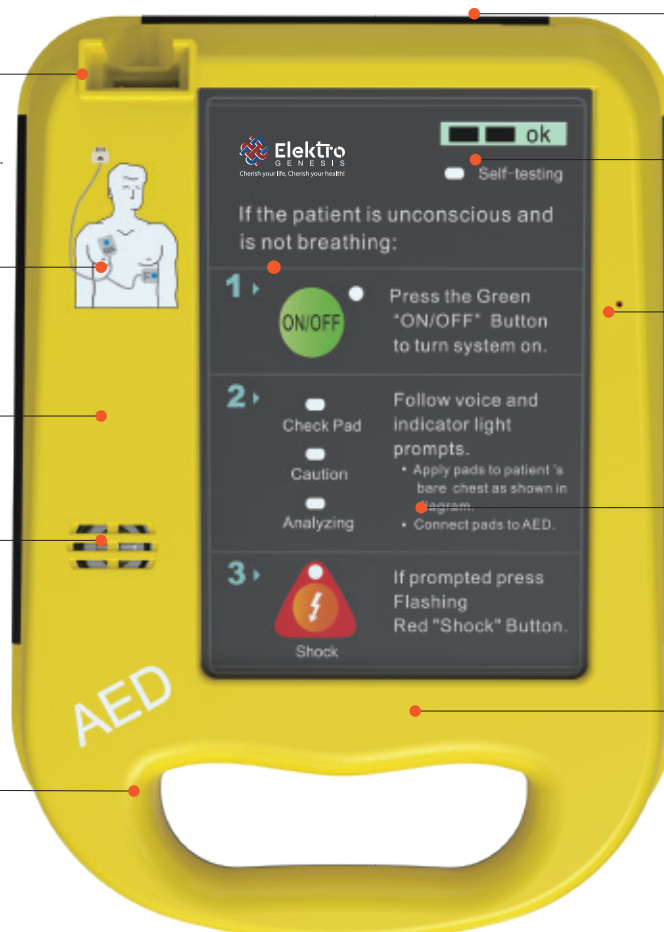 ok
Elektro
GENESIS
Cherish your life, Cherish your health!
Self-testing
If the patient is unconscious and
is not breathing:
1
ON/OFF
Press the Green
"ON/OFF" Button
to turn system on.
2
Check Pad
Caution
Analyzing
Follow voice and
indicator light
prompts.
• Apply pads to patient's
bare chest as shown in
diagram.
• Connect pads to AED.
3
Shock
If prompted press
Flashing
Red "Shock" Button.
AED